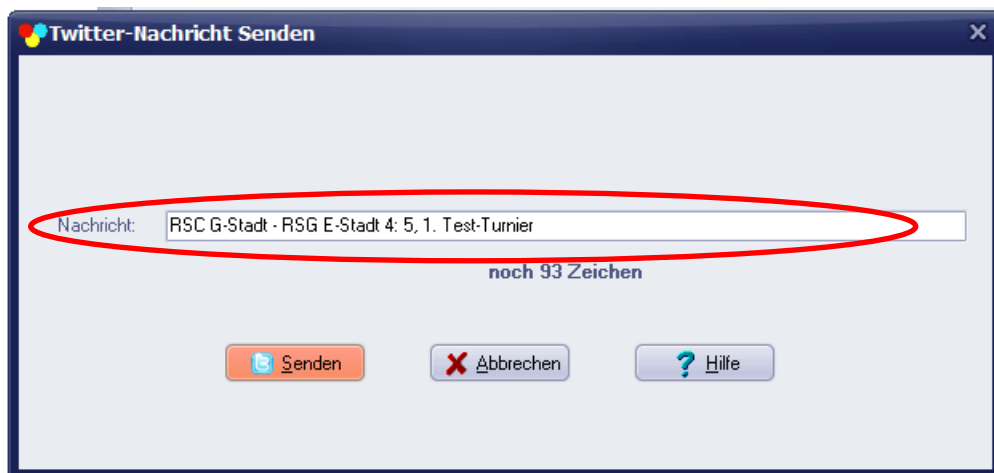 Twitter-Nachricht Senden
Nachricht: RSC G-Stadt - RSG E-Stadt 4: 5, 1. Test-Turnier
noch 93 Zeichen
Senden Abbrechen Hilfe